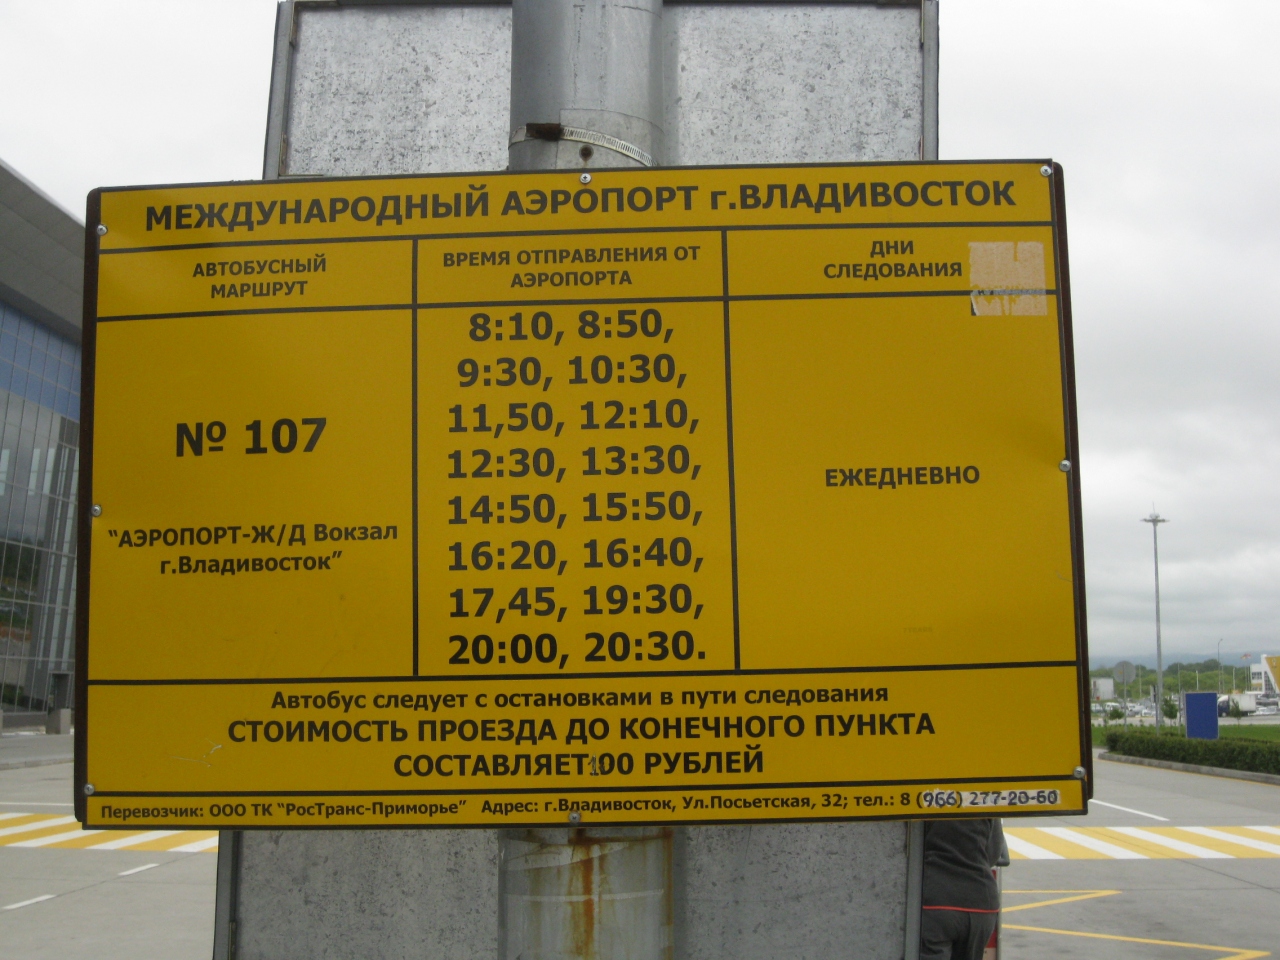 МЕЖДУНАРОДНЫЙ АЭРОПОРТ г.ВЛАДИВОСТОК
АВТОБУСНЫЙ
МАРШРУТ
ВРЕМЯ ОТПРАВЛЕНИЯ ОТ
АЭРОПОРТА
ДНИ
СЛЕДОВАНИЯ
№ 107
“АЭРОПОРТ-Ж/Д Вокзал
г.Владивосток”
8:10, 8:50,
9:30, 10:30,
11,50, 12:10,
12:30, 13:30,
14:50, 15:50,
16:20, 16:40,
17,45, 19:30,
20:00, 20:30.
ЕЖЕДНЕВНО
Автобус следует с остановками в пути следования
СТОИМОСТЬ ПРОЕЗДА ДО КОНЕЧНОГО ПУНКТА
СОСТАВЛЯЕТ 100 РУБЛЕЙ
Перевозчик: ООО ТК “РосТранс-Приморье” Адрес: г.Владивосток, Ул.Посьетская, 32; тел.: 8 (966) 277-20-60